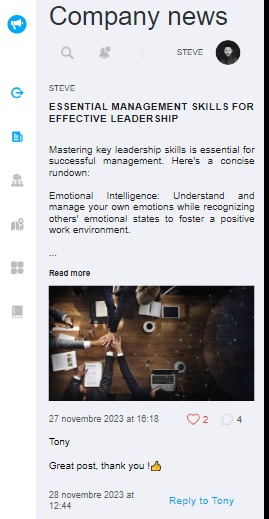 Company news
STEVE
STEVE
ESSENTIAL MANAGEMENT SKILLS FOR
EFFECTIVE LEADERSHIP
Mastering key leadership skills is essential for
successful management. Here's a concise
rundown:
Emotional Intelligence: Understand and
manage your own emotions while recognizing
others' emotional states to foster a positive
work environment.
...
Read more
27 novembre 2023 at 16:18 2 4
Tony
Great post, thank you !👍
28 novembre 2023 at
12:44
Reply to Tony